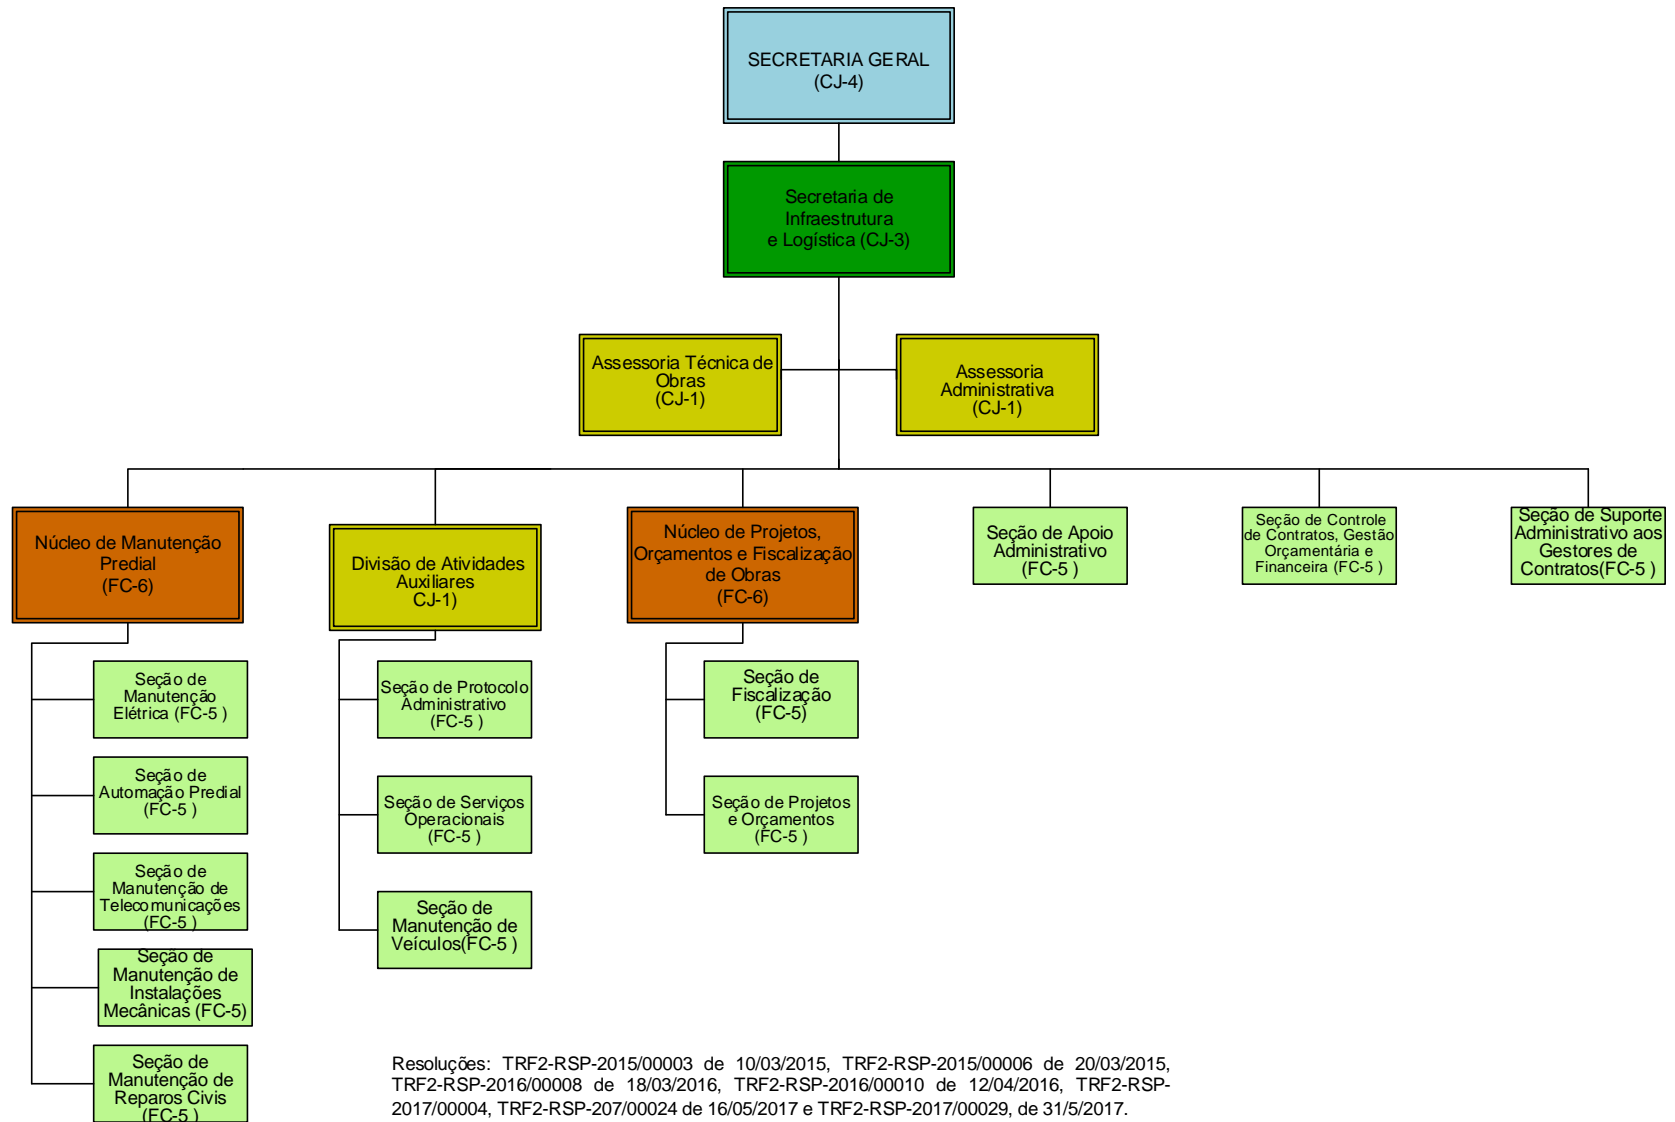 SECRETARIA GERAL
(CJ-4)
Secretaria de
Infraestrutura
e Logística (CJ-3)
Assessoria Técnica de
Obras
(CJ-1)
Assessoria
Administrativa
(CJ-1)
Núcleo de Manutenção
Predial
(FC-6)
Divisão de Atividades
Auxiliares
CJ-1)
Núcleo de Projetos,
Orçamentos e Fiscalização
de Obras
(FC-6)
Seção de Apoio
Administrativo
(FC-5 )
Seção de Controle
de Contratos, Gestão
Orçamentária e
Financeira (FC-5 )
Seção de Suporte
Administrativo aos
Gestores de
Contratos(FC-5 )
Seção de
Manutenção
Elétrica (FC-5 )
Seção de
Automação Predial
(FC-5 )
Seção de
Manutenção de
Telecomunicações
(FC-5 )
Seção de
Manutenção de
Instalações
Mecânicas (FC-5)
Seção de
Manutenção de
Reparos Civis
(FC-5 )
Seção de Protocolo
Administrativo
(FC-5 )
Seção de Serviços
Operacionais
(FC-5 )
Seção de
Manutenção de
Veículos(FC-5 )
Seção de
Fiscalização
(FC-5)
Seção de Projetos
e Orçamentos
(FC-5 )
Resoluções: TRF2-RSP-2015/00003 de 10/03/2015, TRF2-RSP-2015/00006 de 20/03/2015,
TRF2-RSP-2016/00008 de 18/03/2016, TRF2-RSP-2016/00010 de 12/04/2016, TRF2-RSP-
2017/00004, TRF2-RSP-207/00024 de 16/05/2017 e TRF2-RSP-2017/00029, de 31/5/2017.